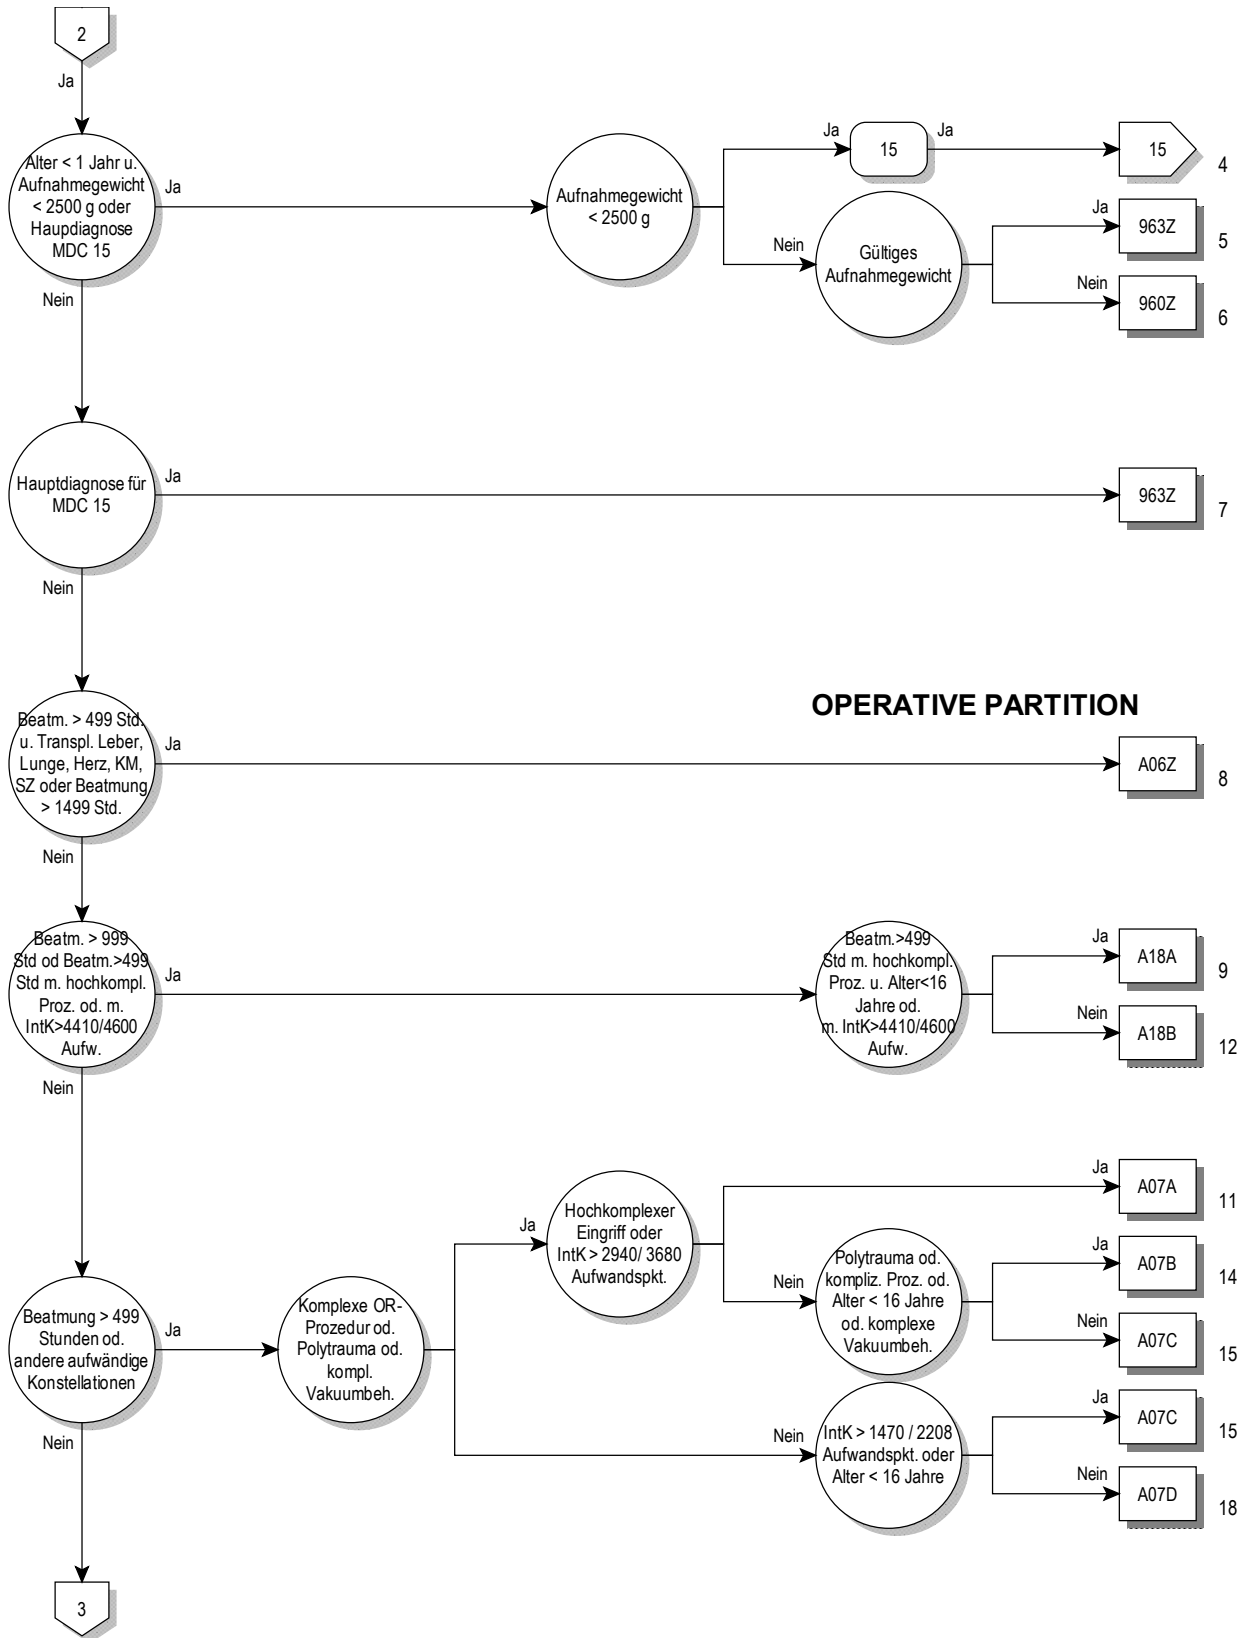 2
Ja
Alter < 1 Jahr u.
Aufnahmegewicht
< 2500 g oder
Haupdiagnose
MDC 15
Ja
Aufnahmegewicht
< 2500 g
Ja
15
Ja
15
4
Nein
Gültiges
Aufnahmegewicht
Ja
963Z
5
Nein
960Z
6
Nein
Hauptdiagnose für
MDC 15
Ja
963Z
7
Nein
OPERATIVE PARTITION
Beatm. > 499 Std.
u. Transpl. Leber,
Lunge, Herz, KM,
SZ oder Beatmung
> 1499 Std.
Ja
A06Z
8
Nein
Beatm. > 999
Std od Beatm.>499
Std m. hochkompl.
Proz. od. m.
IntK>4410/4600
Aufw.
Ja
Beatm.>499
Std m. hochkompl.
Proz. u. Alter<16
Jahre od.
m. IntK>4410/4600
Aufw.
Ja
A18A
9
Nein
A18B
12
Nein
Beatmung > 499
Stunden od.
andere aufwändige
Konstellationen
Ja
Komplexe OR-
Prozedur od.
Polytrauma od.
kompl.
Vakuumbeh.
Ja
Hochkomplexer
Eingriff oder
IntK > 2940/ 3680
Aufwandspkt.
Ja
A07A
11
Nein
Polytrauma od.
kompliz. Proz. od.
Alter < 16 Jahre
od. komplexe
Vakuumbeh.
Ja
A07B
14
Nein
A07C
15
Nein
IntK > 1470 / 2208
Aufwandspkt. oder
Alter < 16 Jahre
Ja
A07C
15
Nein
A07D
18
Nein
3